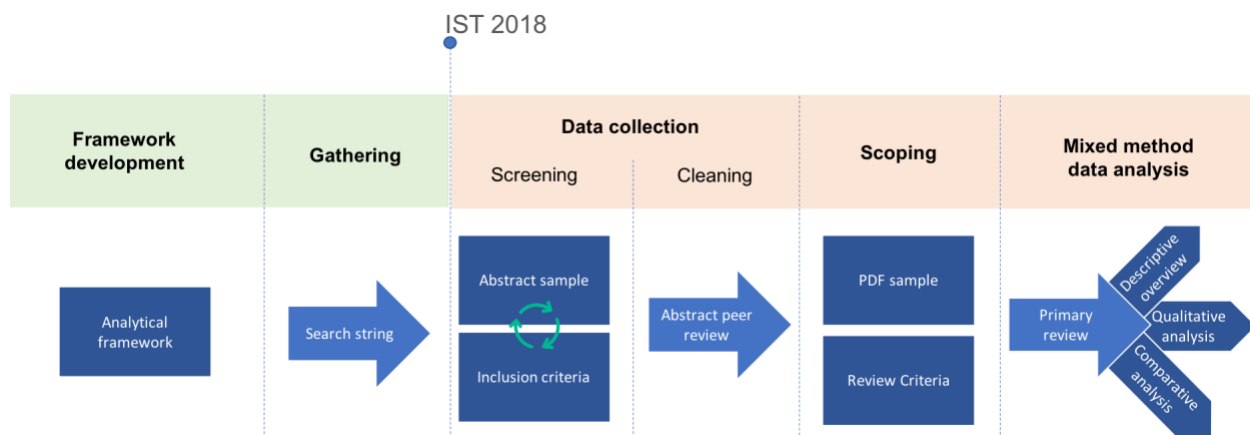 IST 2018
Framework
development
Gathering
Data collection
Screening
Cleaning
Scoping
Mixed method
data analysis
Analytical
framework
Search string
Abstract sample
Inclusion criteria
Abstract peer
review
PDF sample
Review Criteria
Primary
review
Descriptive
overview
Qualitative
analysis
Comparative
analysis